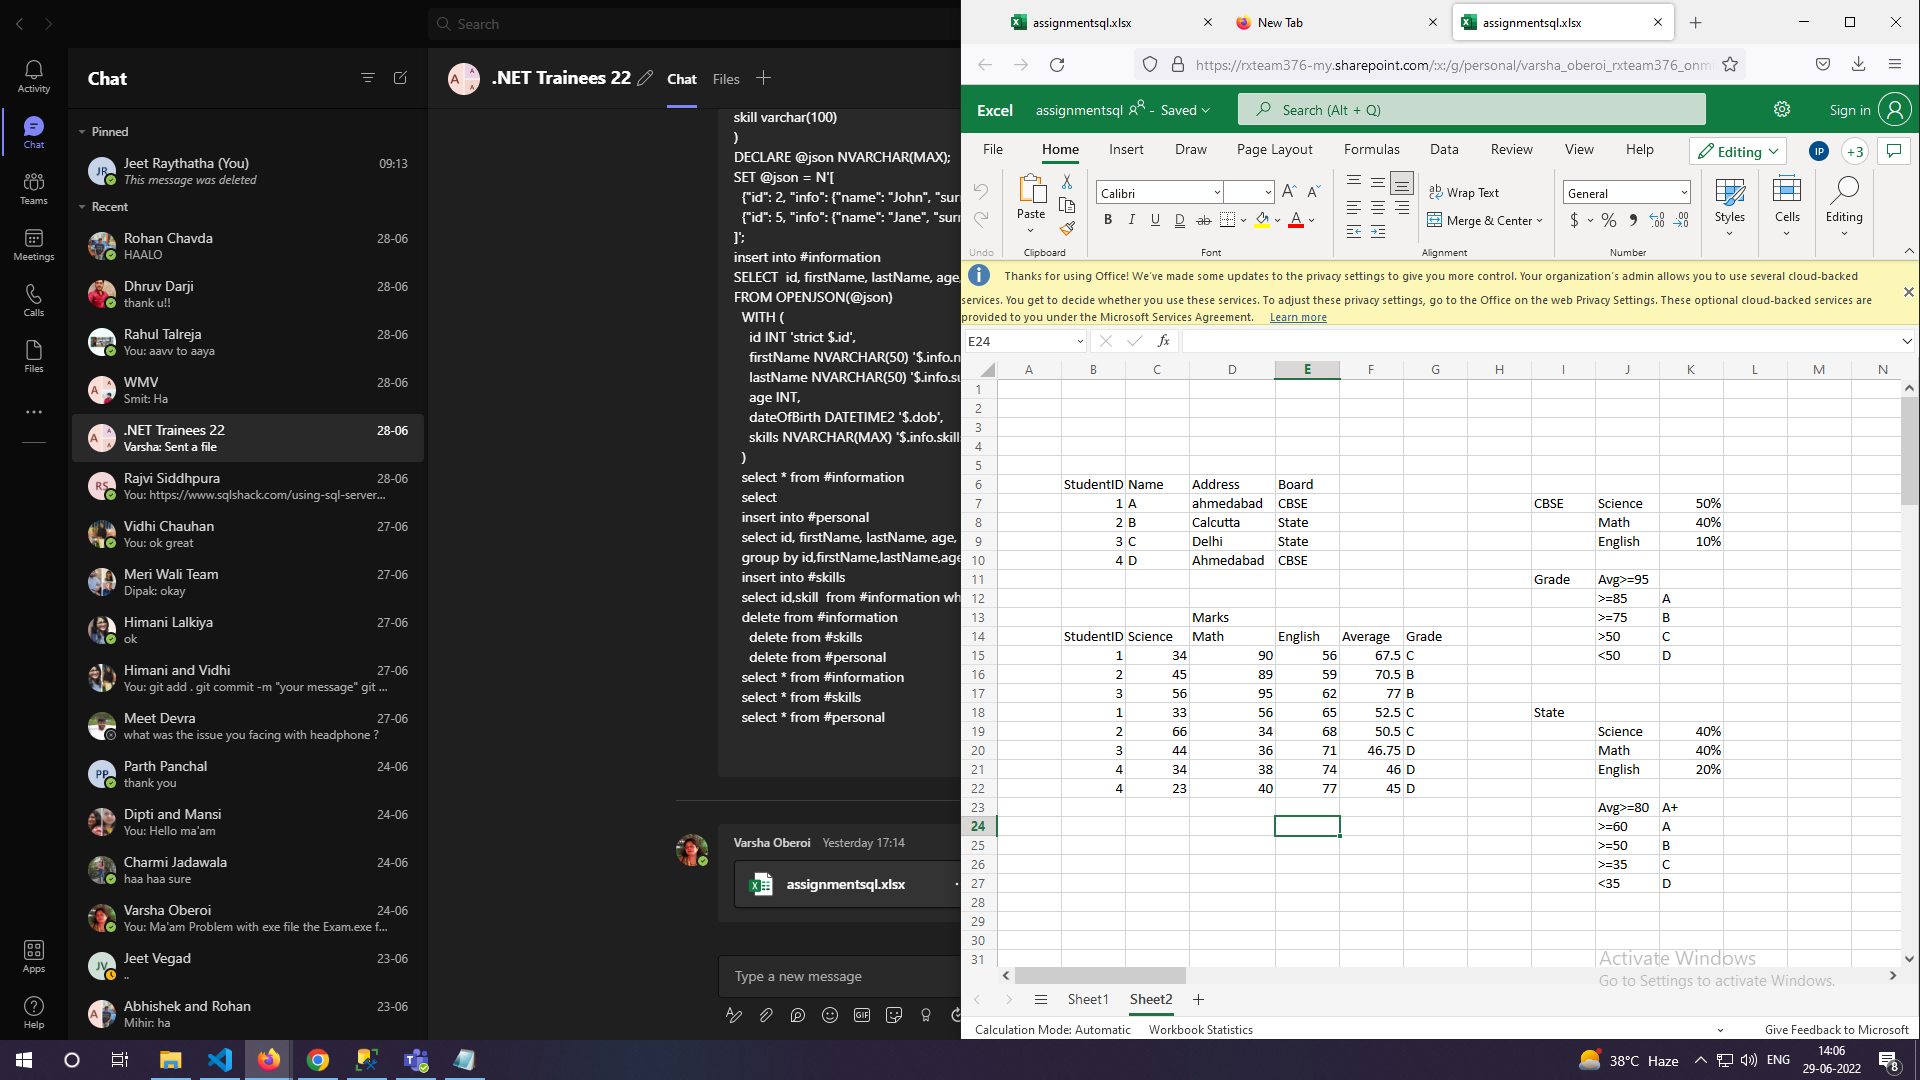 Search
Activity
Chat
Teams
Meetings
Calls
Files
Apps
Help
Chat
Pinned
Jeet Raythatha (You) 09:13
This message was deleted
Recent
Rohan Chavda 28-06
HAALO
Dhruv Darji 28-06
thank u!!
Rahul Talreja 28-06
You: aavv to aaya
WMV 28-06
Smit: Ha
.NET Trainees 22 28-06
Varsha: Sent a file
RS Rajvi Siddhpura 28-06
You: https://www.sqlshack.com/using-sql-server...
Vidhi Chauhan 27-06
You: ok great
Meri Wali Team 27-06
Dipak: okay
Himani Lalkiya 27-06
ok
Himani and Vidhi 27-06
You: git add . git commit -m "your message" git ...
Meet Devra 27-06
what was the issue you facing with headphone ?
PP Parth Panchal 24-06
thank you
Dipti and Mansi 24-06
You: Hello ma'am
Charmi Jadawala 24-06
haa haa sure
Varsha Oberoi 24-06
You: Ma'am Problem with exe file the Exam.exe f...
JV Jeet Vegad 23-06
..
Abhishek and Rohan 23-06
Mihir: ha
.NET Trainees 22 Chat Files
skill varchar(100)
)
DECLARE @json NVARCHAR(MAX);
SET @json = N'[
{"id": 2, "info": {"name": "John", "sur
{"id": 5, "info": {"name": "Jane", "sur
]';
insert into #information
SELECT id, firstName, lastName, age,
FROM OPENJSON(@json)
WITH (
id INT 'strict $.id',
firstName NVARCHAR(50) '$.info.n
lastName NVARCHAR(50) '$.info.su
age INT,
dateOfBirth DATETIME2 '$.dob',
skills NVARCHAR(MAX) '$.info.skill
)
select * from #information
select
insert into #personal
select id, firstName, lastName, age,
group by id,firstName,lastName,age
insert into #skills
select id,skill from #information wh
delete from #information
delete from #skills
delete from #personal
select * from #information
select * from #skills
select * from #personal
Varsha Oberoi Yesterday 17:14
assignmentsql.xlsx
Type a new message
GIF
assignmentsql.xlsx New Tab assignmentsql.xlsx
https://rxteam376-my.sharepoint.com/:x:/g/personal/varsha_oberoi_rxteam376_onm
Excel assignmentsql - Saved Search (Alt + Q) Sign in
File Home Insert Draw Page Layout Formulas Data Review View Help Editing IP +3
Paste Calibri Wrap Text General Styles Cells Editing
Merge & Center
Undo Clipboard Font Alignment Number
Thanks for using Office! We've made some updates to the privacy settings to give you more control. Your organization's admin allows you to use several cloud-backed
services. You get to decide whether you use these services. To adjust these privacy settings, go to the Office on the web Privacy Settings. These optional cloud-backed services are
provided to you under the Microsoft Services Agreement. Learn more
E24 fx
A B C D E F G H I J K L M N
1
2
3
4
5
6 StudentID Name Address Board
7 1 A ahmedabad CBSE CBSE Science 50%
8 2 B Calcutta State Math 40%
9 3 C Delhi State English 10%
10 4 D Ahmedabad CBSE
11 Grade Avg>=95
12 >=85 A
13 Marks >=75 B
14 StudentID Science Math English Average Grade >50 C
15 1 34 90 56 67.5 C <50 D
16 2 45 89 59 70.5 B
17 3 56 95 62 77 B
18 1 33 56 65 52.5 C State
19 2 66 34 68 50.5 C Science 40%
20 3 44 36 71 46.75 D Math 40%
21 4 34 38 74 46 D English 20%
22 4 23 40 77 45 D
23 Avg>=80 A+
24 >=60 A
25 >=50 B
26 >=35 C
27 <35 D
28
29
30
31
Activate Windows
Go to Settings to activate Windows.
Sheet1 Sheet2
Calculation Mode: Automatic Workbook Statistics Give Feedback to Microsoft
38°C Haze ENG 14:06
29-06-2022
8